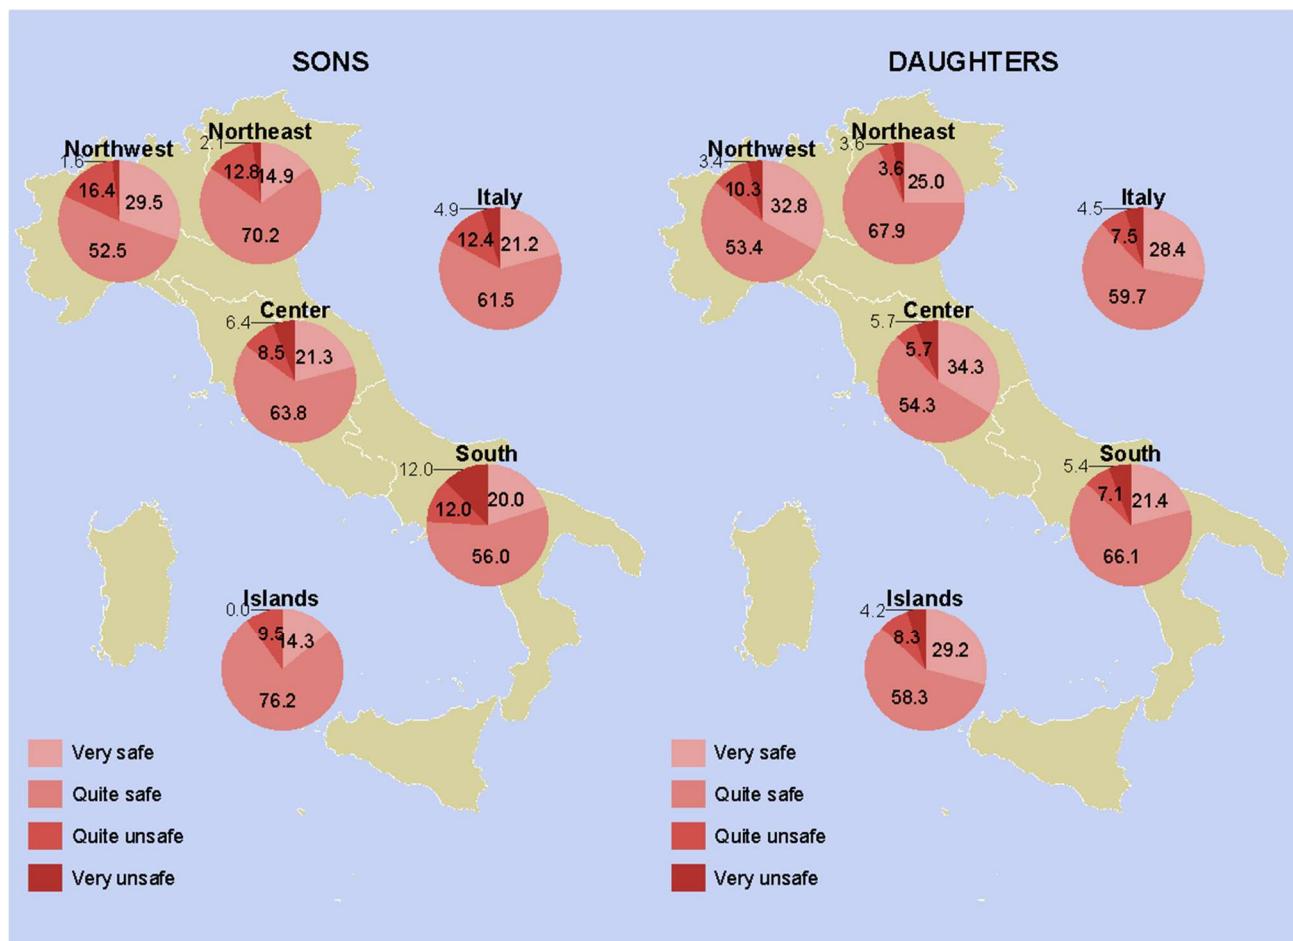 SONS
Northwest
1.6
16.4
29.5
52.5
Northeast
2.1
12.8
14.9
70.2
Italy
4.9
12.4
21.2
61.5
Center
6.4
8.5
21.3
63.8
South
12.0
12.0
20.0
56.0
Islands
0.0
9.5
14.3
76.2
Very safe
Quite safe
Quite unsafe
Very unsafe
DAUGHTERS
Northwest
3.4
10.3
32.8
53.4
Northeast
3.6
3.6
25.0
67.9
Italy
4.5
7.5
28.4
59.7
Center
5.7
5.7
34.3
54.3
South
5.4
7.1
21.4
66.1
Islands
4.2
8.3
29.2
58.3
Very safe
Quite safe
Quite unsafe
Very unsafe